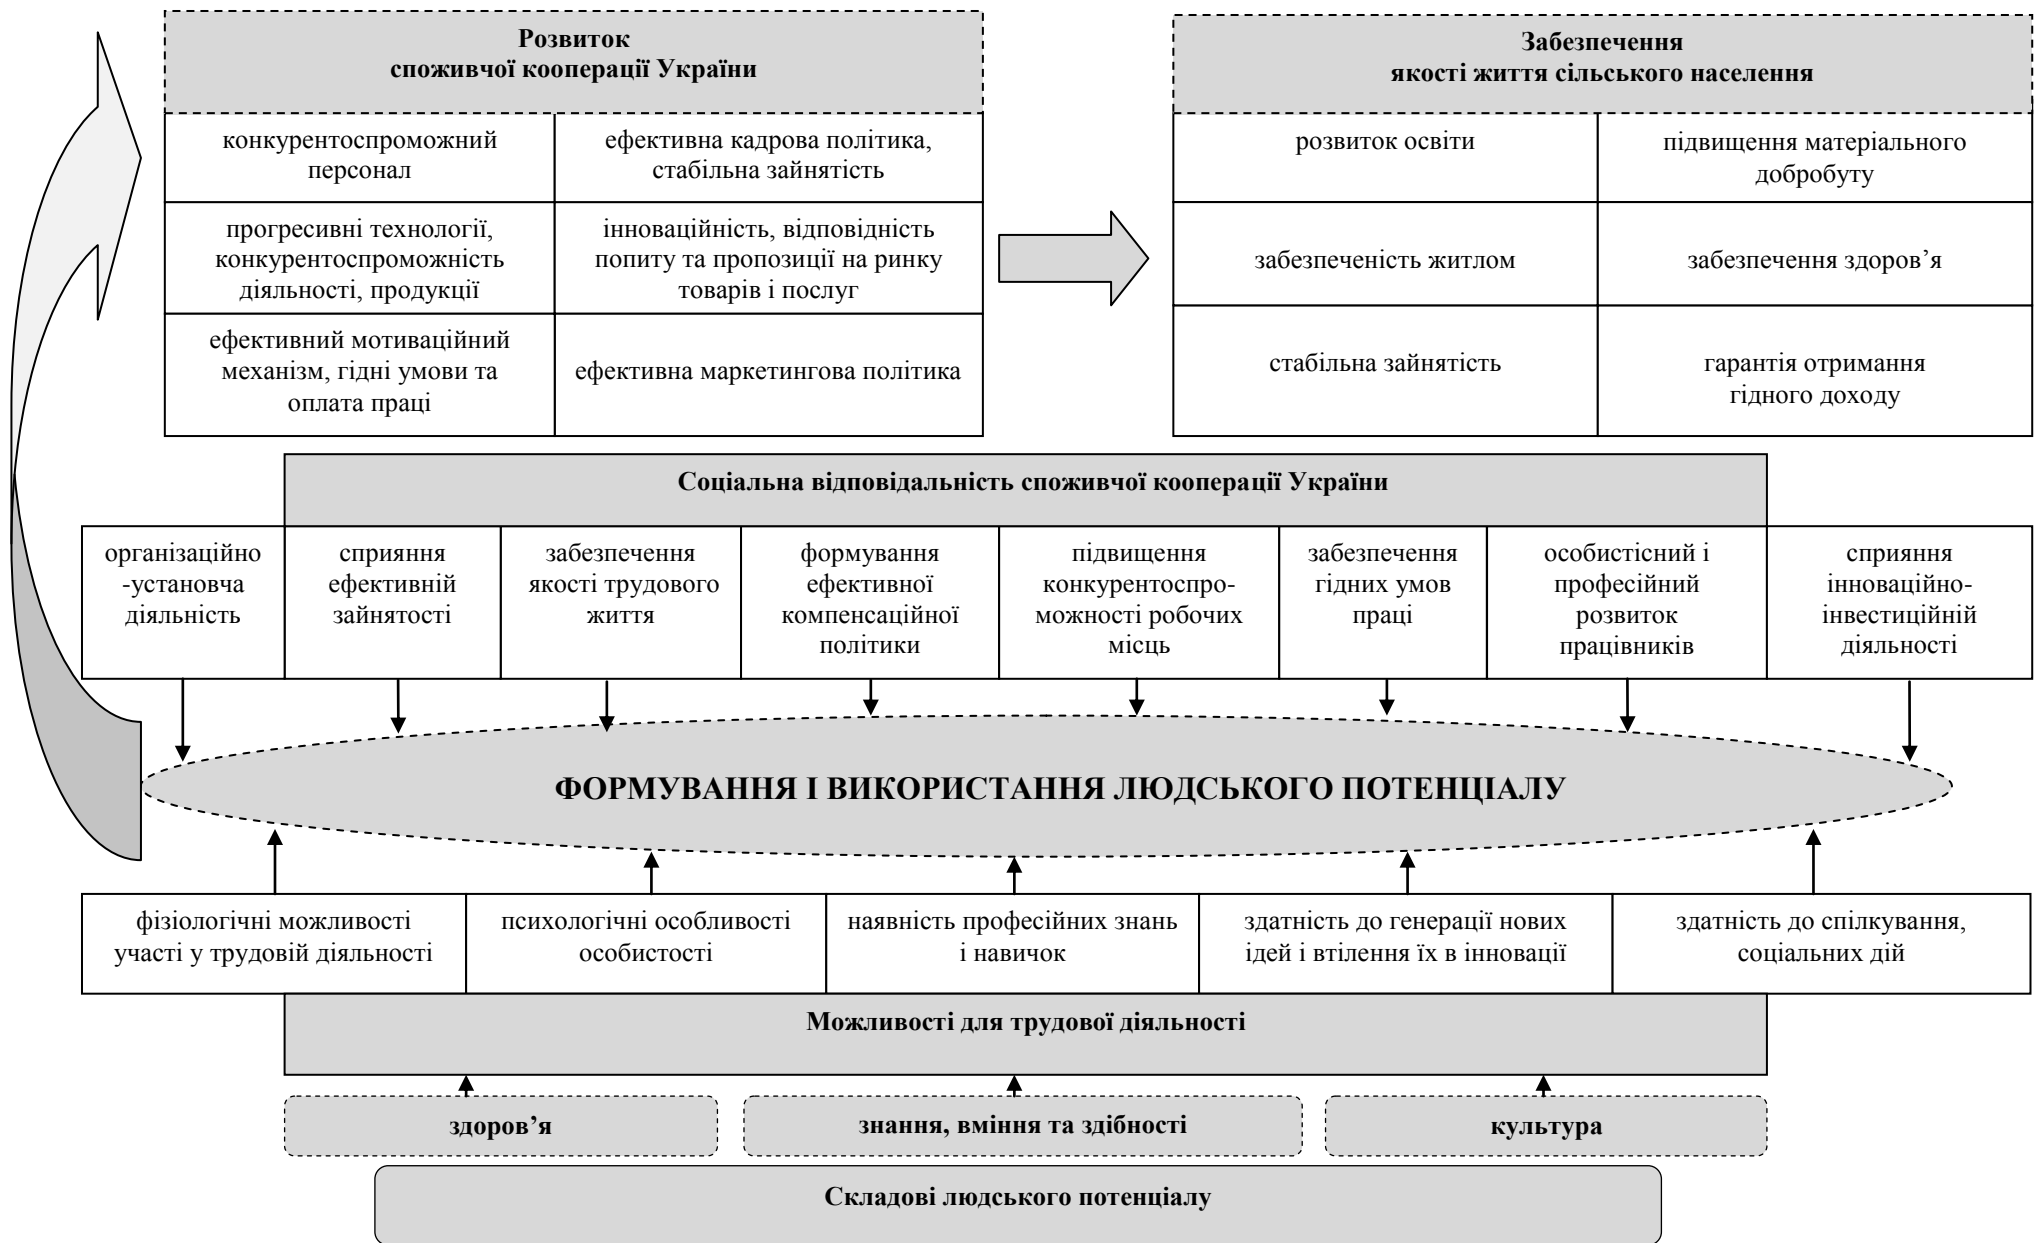 Розвиток
споживчої кооперації України
конкурентоспроможний
персонал
ефективна кадрова політика,
стабільна зайнятість
прогресивні технології,
конкурентоспроможність
діяльності, продукції
інноваційність, відповідність
попиту та пропозиції на ринку
товарів і послуг
ефективний мотиваційний
механізм, гідні умови та
оплата праці
ефективна маркетингова політика
Забезпечення
якості життя сільського населення
розвиток освіти
підвищення матеріального
добробуту
забезпеченість житлом
забезпечення здоров’я
стабільна зайнятість
гарантія отримання
гідного доходу
Соціальна відповідальність споживчої кооперації України
організаційно
-установча
діяльність
сприяння
ефективній
зайнятості
забезпечення
якості трудового
життя
формування
ефективної
компенсаційної
політики
підвищення
конкурентоспро-
можності робочих
місць
забезпечення
гідних умов
праці
особистісний і
професійний
розвиток
працівників
сприяння
інноваційно-
інвестиційній
діяльності
ФОРМУВАННЯ І ВИКОРИСТАННЯ ЛЮДСЬКОГО ПОТЕНЦІАЛУ
фізіологічні можливості
участі у трудовій діяльності
психологічні особливості
особистості
наявність професійних знань
і навичок
здатність до генерації нових
ідей і втілення їх в інновації
здатність до спілкування,
соціальних дій
Можливості для трудової діяльності
здоров’я
знання, вміння та здібності
культура
Складові людського потенціалу